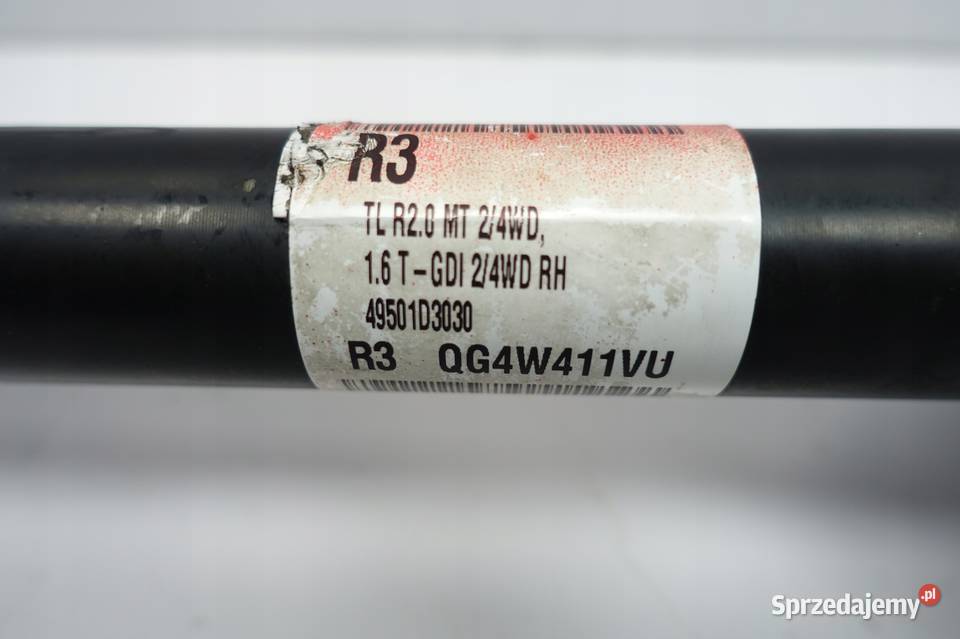 R3
TL R2.0 MT 2/4WD,
1.6 T-GDI 2/4WD RH
49501D3030
R3 QG4W411VU
Sprzedajemy.pl